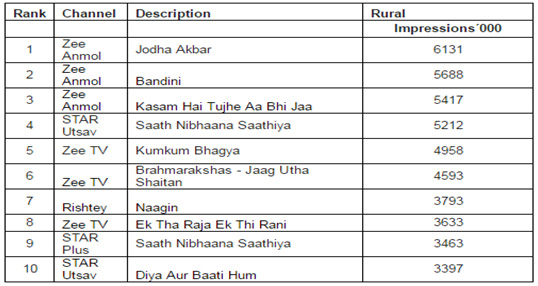 Rank Channel Description Rural
Impressions´000
1 Zee Anmol Jodha Akbar 6131
2 Zee Anmol Bandini 5688
3 Zee Anmol Kasam Hai Tujhe Aa Bhi Jaa 5417
4 STAR Utsav Saath Nibhaana Saathiya 5212
5 Zee TV Kumkum Bhagya 4958
6 Zee TV Brahmarakshas - Jaag Utha Shaitan 4593
7 Rishtey Naagin 3793
8 Zee TV Ek Tha Raja Ek Thi Rani 3633
9 STAR Plus Saath Nibhaana Saathiya 3463
10 STAR Utsav Diya Aur Baati Hum 3397